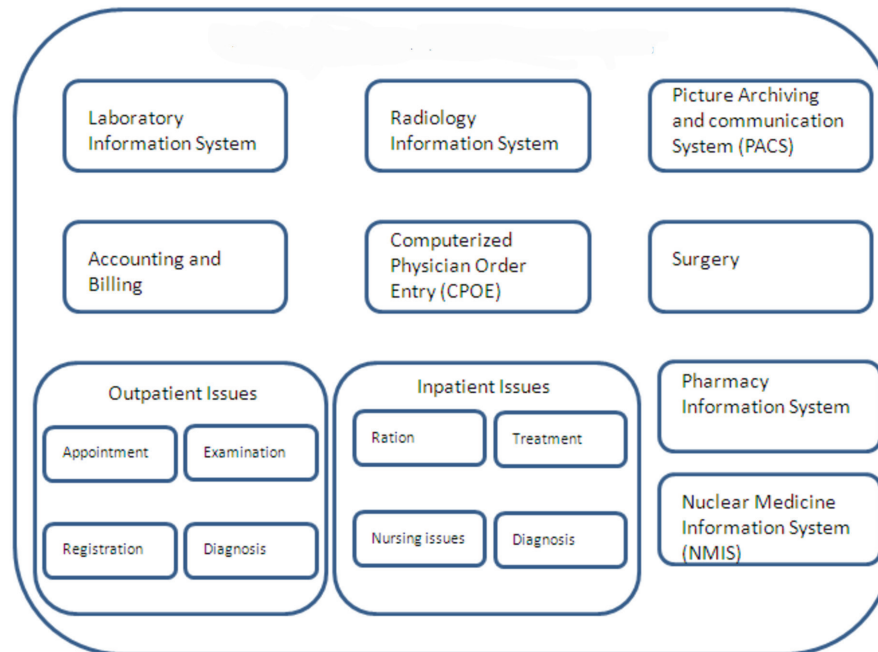 Laboratory
Information System
Radiology
Information System
Picture Archiving
and communication
System (PACS)
Accounting and
Billing
Computerized
Physician Order
Entry (CPOE)
Surgery
Outpatient Issues
Appointment
Examination
Registration
Diagnosis
Inpatient Issues
Ration
Treatment
Nursing issues
Diagnosis
Pharmacy
Information System
Nuclear Medicine
Information System
(NMIS)